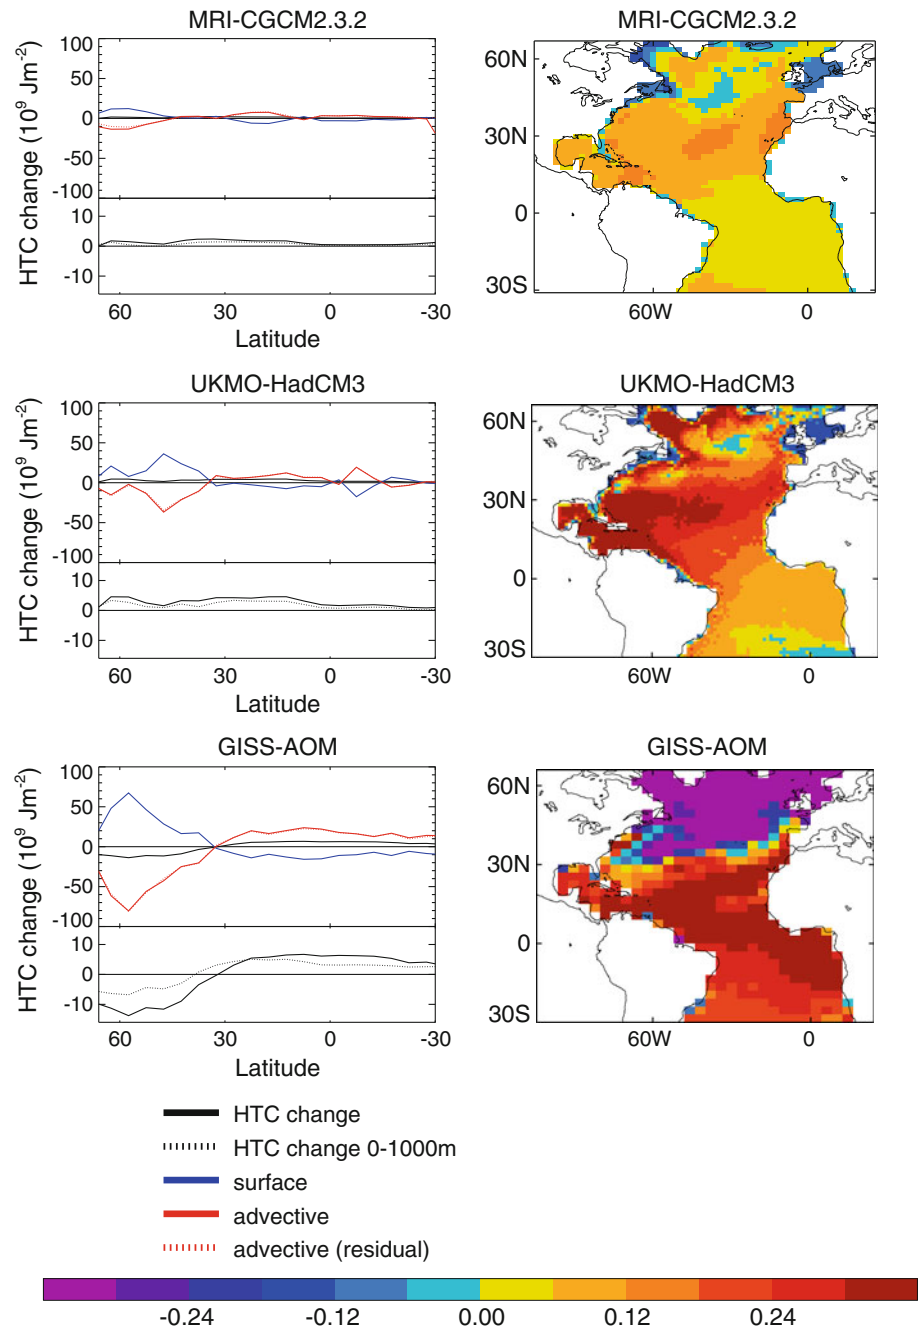 MRI-CGCM2.3.2
HTC change (10⁹ Jm⁻²)
100
50
0
-50
-100
10
0
-10
60
30
0
-30
Latitude
MRI-CGCM2.3.2
60N
30N
0
30S
60W
0
UKMO-HadCM3
HTC change (10⁹ Jm⁻²)
100
50
0
-50
-100
10
0
-10
60
30
0
-30
Latitude
UKMO-HadCM3
60N
30N
0
30S
60W
0
GISS-AOM
HTC change (10⁹ Jm⁻²)
100
50
0
-50
-100
10
0
-10
60
30
0
-30
Latitude
GISS-AOM
60N
30N
0
30S
60W
0
HTC change
HTC change 0-1000m
surface
advective
advective (residual)
-0.24 -0.12 0.00 0.12 0.24